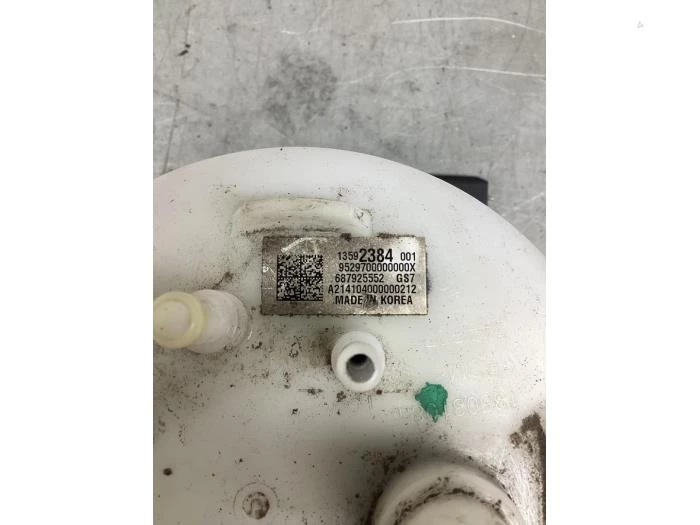 13592384 001
9529700000000X
687925552 GS7
A214104000000212
MADE IN KOREA